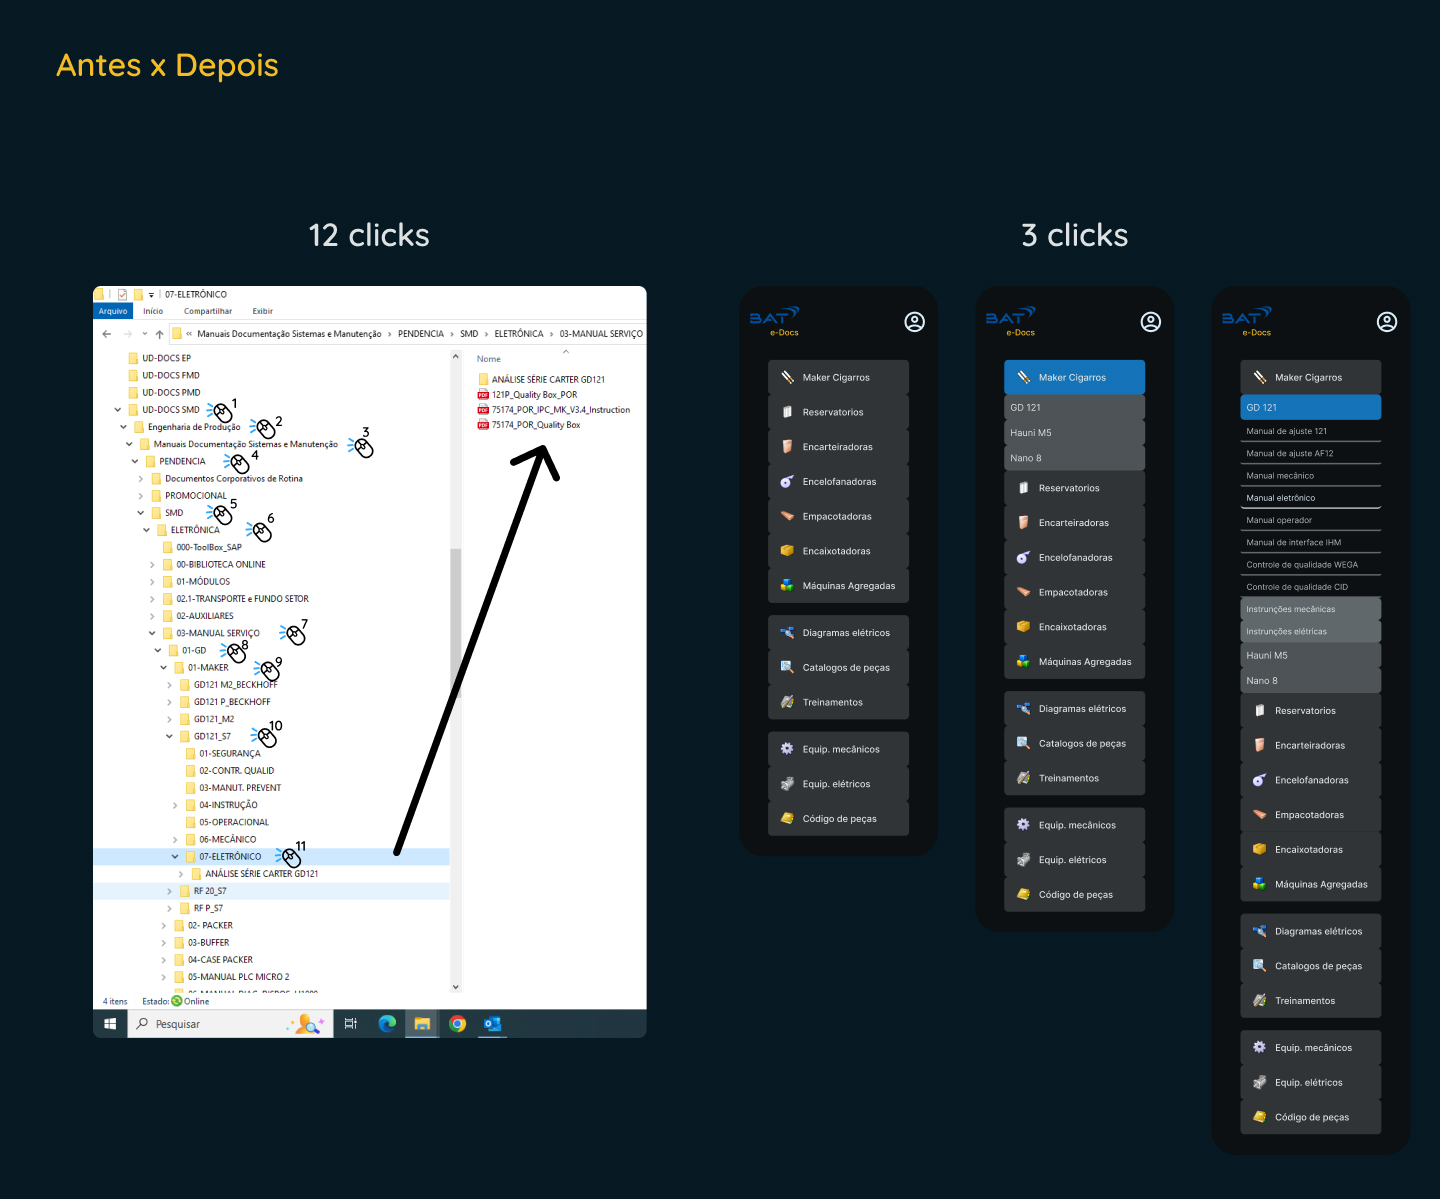 Antes x Depois
12 clicks
3 clicks
07-ELETRÔNICO
Arquivo Início Compartilhar Exibir
« Manuais Documentação Sistemas e Manutenção > PENDENCIA > SMD > ELETRÔNICA > 03-MANUAL SERVIÇO
UD-DOCS EP
UD-DOCS FMD
UD-DOCS PMD
UD-DOCS SMD 1
Engenharia de Produção 2
Manuais Documentação Sistemas e Manutenção 3
PENDENCIA 4
Documentos Corporativos de Rotina
PROMOCIONAL
SMD 5
ELETRÔNICA 6
000-ToolBox_SAP
00-BIBLIOTECA ONLINE
01-MÓDULOS
02.1-TRANSPORTE e FUNDO SETOR
02-AUXILIARES
03-MANUAL SERVIÇO 7
01-GD 8
01-MAKER 9
GD121 M2_BECKHOFF
GD121 P_BECKHOFF
GD121_M2
GD121_S7 10
01-SEGURANÇA
02-CONTR. QUALID
03-MANUT. PREVENT
04-INSTRUÇÃO
05-OPERACIONAL
06-MECÂNICO
07-ELETRÔNICO 11
ANÁLISE SÉRIE CARTER GD121
RF 20_S7
RF P_S7
02- PACKER
03-BUFFER
04-CASE PACKER
05-MANUAL PLC MICRO 2
Nome
ANÁLISE SÉRIE CARTER GD121
121P_Quality Box_POR
75174_POR_IPC_MK_V3.4_Instruction
75174_POR_Quality Box
4 itens Estado: Online
Pesquisar
BAT
e-Docs
Maker Cigarros
Reservatorios
Encarteiradoras
Encelofanadoras
Empacotadoras
Encaixotadoras
Máquinas Agregadas
Diagramas elétricos
Catalogos de peças
Treinamentos
Equip. mecânicos
Equip. elétricos
Código de peças
BAT
e-Docs
Maker Cigarros
GD 121
Hauni M5
Nano 8
Reservatorios
Encarteiradoras
Encelofanadoras
Empacotadoras
Encaixotadoras
Máquinas Agregadas
Diagramas elétricos
Catalogos de peças
Treinamentos
Equip. mecânicos
Equip. elétricos
Código de peças
BAT
e-Docs
Maker Cigarros
GD 121
Manual de ajuste 121
Manual de ajuste AF12
Manual mecânico
Manual eletrônico
Manual operador
Manual de interface IHM
Controle de qualidade WEGA
Controle de qualidade CID
Instrunções mecânicas
Instrunções elétricas
Hauni M5
Nano 8
Reservatorios
Encarteiradoras
Encelofanadoras
Empacotadoras
Encaixotadoras
Máquinas Agregadas
Diagramas elétricos
Catalogos de peças
Treinamentos
Equip. mecânicos
Equip. elétricos
Código de peças